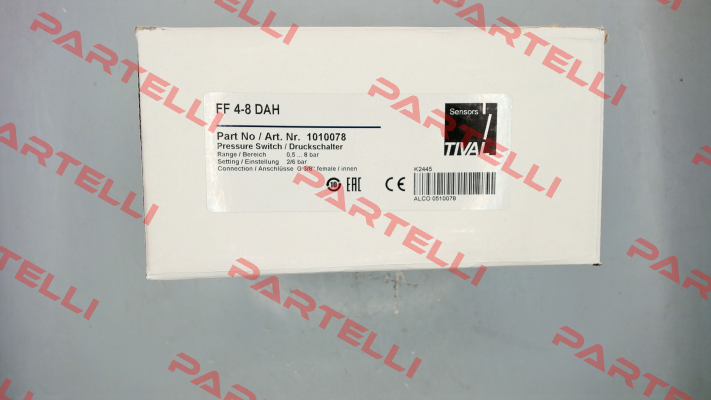 FF 4-8 DAH
Part No / Art. Nr. 1010078
Pressure Switch / Druckschalter
Range / Bereich 0,5 ... 8 bar
Setting / Einstellung 2/6 bar
Connection / Anschlüsse G 3/8" female / innen
EAC
CE
Sensors
TIVAL
K2445
ALCO 0510078
PARTELLI
PARTELLI
PARTELLI
PARTELLI
PARTELLI
PARTELLI
PARTELLI
PARTELLI
PARTELLI